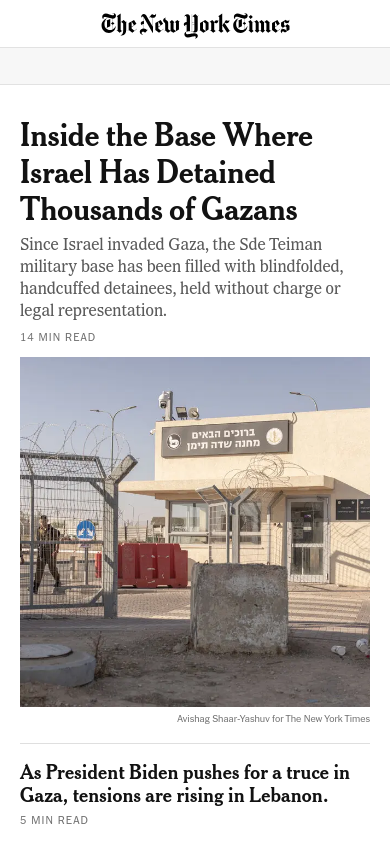 The New York Times
Inside the Base Where
Israel Has Detained
Thousands of Gazans
Since Israel invaded Gaza, the Sde Teiman
military base has been filled with blindfolded,
handcuffed detainees, held without charge or
legal representation.
14 MIN READ
ברוכים הבאים
מחנה שדה תימן
Avishag Shaar-Yashuv for The New York Times
As President Biden pushes for a truce in
Gaza, tensions are rising in Lebanon.
5 MIN READ